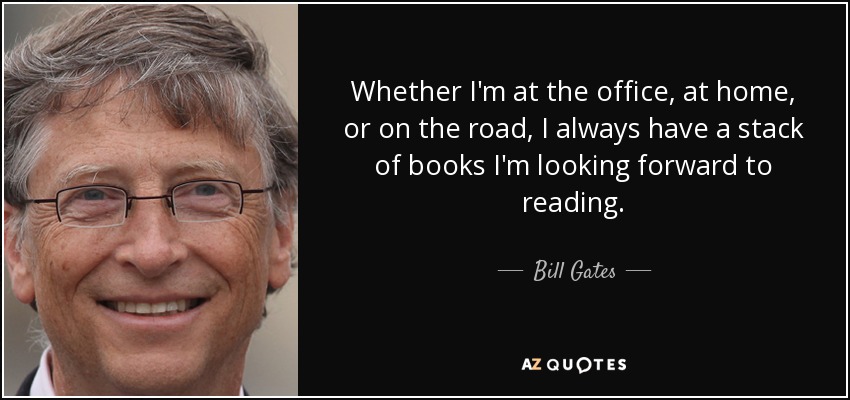 Whether I'm at the office, at home,
or on the road, I always have a stack
of books I'm looking forward to
reading.
Bill Gates
AZ QUOTES